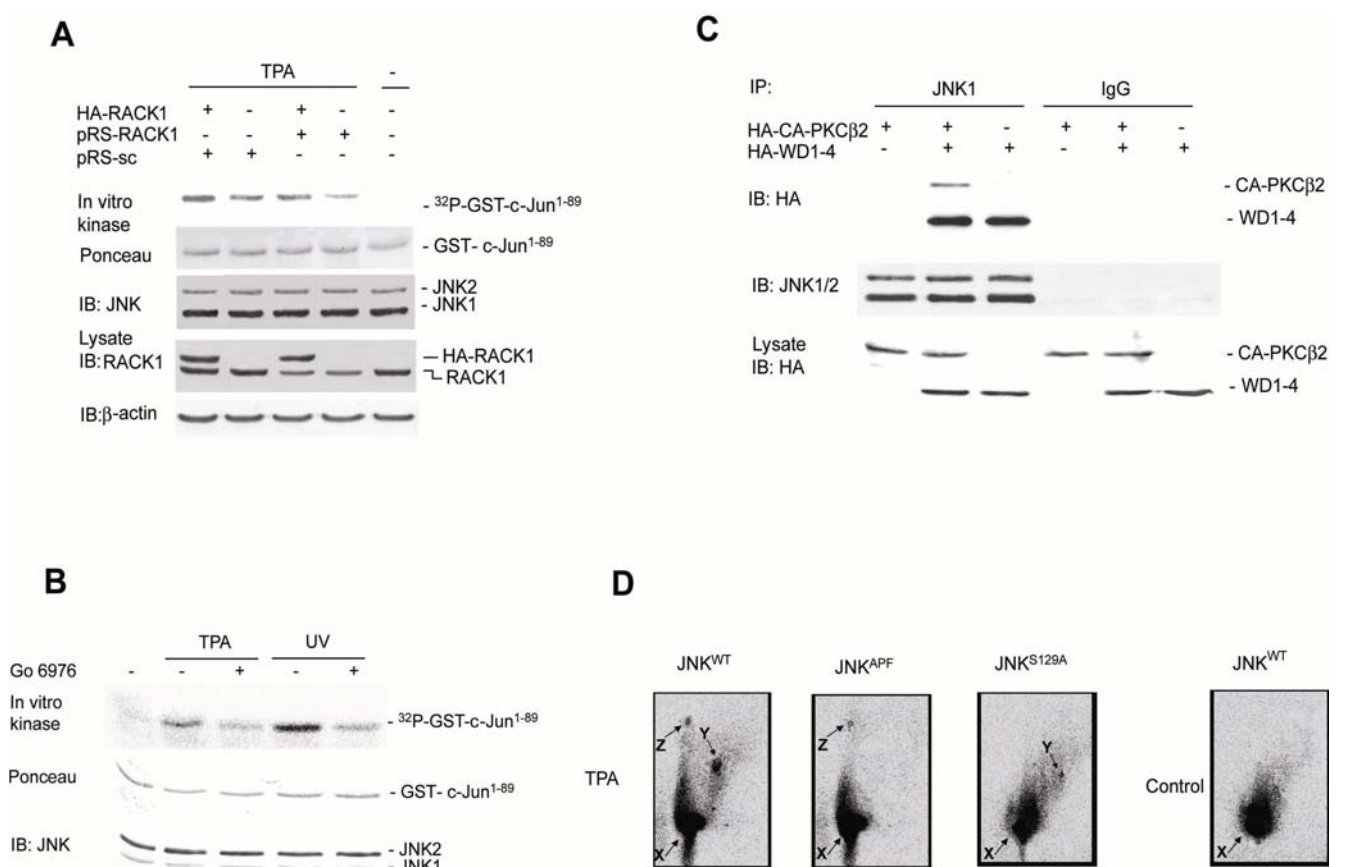 A
TPA -
HA-RACK1 + - + - -
pRS-RACK1 - - + + -
pRS-sc + + - - -
In vitro
kinase
- ³²P-GST-c-Jun¹⁻⁸⁹
Ponceau
- GST- c-Jun¹⁻⁸⁹
IB: JNK
- JNK2
- JNK1
Lysate
IB:RACK1
HA-RACK1
RACK1
IB:β-actin
C
IP: JNK1 IgG
HA-CA-PKCβ2 + + - + + -
HA-WD1-4 - + + - + +
IB: HA
- CA-PKCβ2
- WD1-4
IB: JNK1/2
Lysate
IB: HA
- CA-PKCβ2
- WD1-4
B
TPA UV
Go 6976 - - + - +
In vitro
kinase
- ³²P-GST-c-Jun¹⁻⁸⁹
Ponceau
- GST- c-Jun¹⁻⁸⁹
IB: JNK
- JNK2
- JNK1
D
JNKᵂᵀ JNKᴬᴾᶠ JNKˢ¹²⁹ᴬ JNKᵂᵀ
TPA
Z Y X
Z X
Y X
Control
X